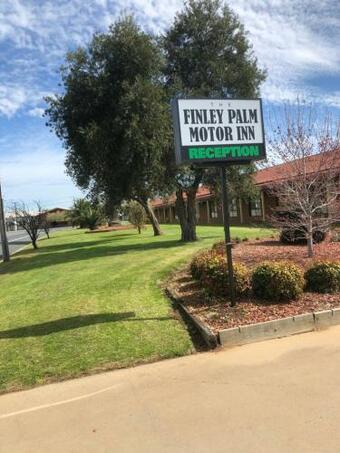 THE
FINLEY PALM
MOTOR INN
RECEPTION